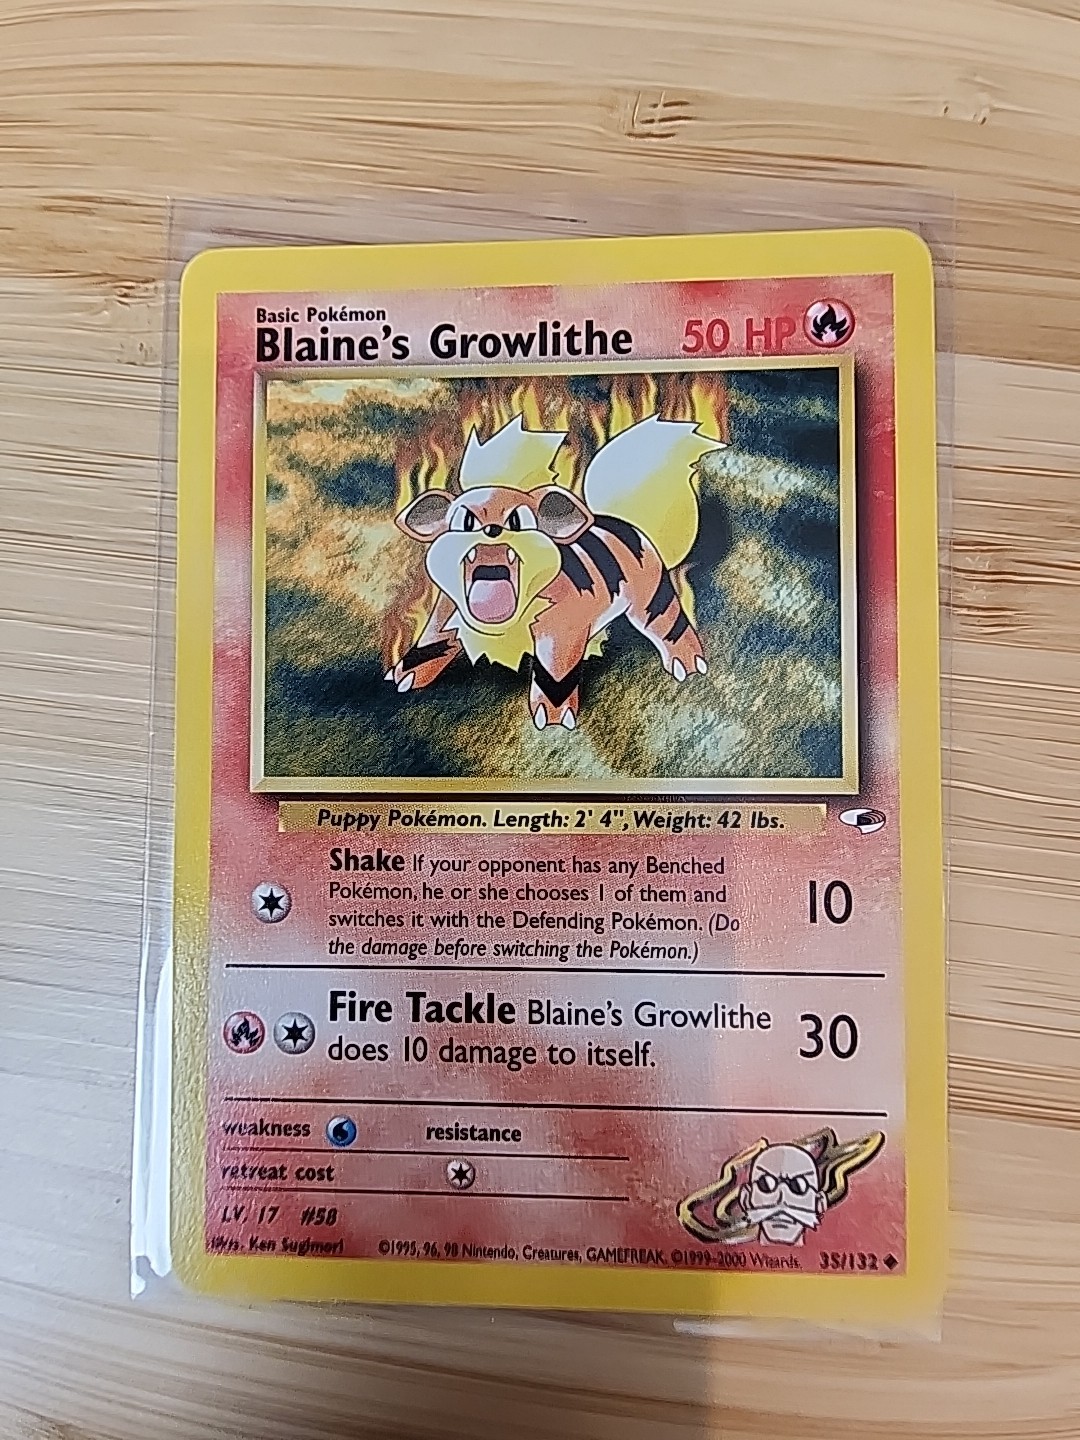 Basic Pokémon
Blaine's Growlithe 50 HP
Puppy Pokémon. Length: 2' 4", Weight: 42 lbs.
Shake If your opponent has any Benched
Pokémon, he or she chooses 1 of them and
switches it with the Defending Pokémon. (Do
the damage before switching the Pokémon.)
10
Fire Tackle Blaine's Growlithe
does 10 damage to itself.
30
weakness resistance
retreat cost
LV. 17 #58
Illus. Ken Sugimori ©1995, 96, 98 Nintendo, Creatures, GAMEFREAK. ©1999-2000 Wizards. 35/132